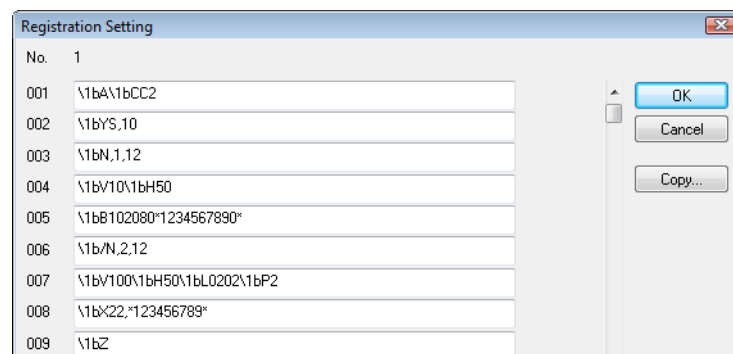 Registration Setting
No. 1
001 \1bA\1bCC2 OK
002 \1bYS,10 Cancel
003 \1bN,1,12
004 \1bV10\1bH50 Copy...
005 \1bB102080*1234567890*
006 \1b/N,2,12
007 \1bV100\1bH50\1bL0202\1bP2
008 \1bX22,*123456789*
009 \1bZ